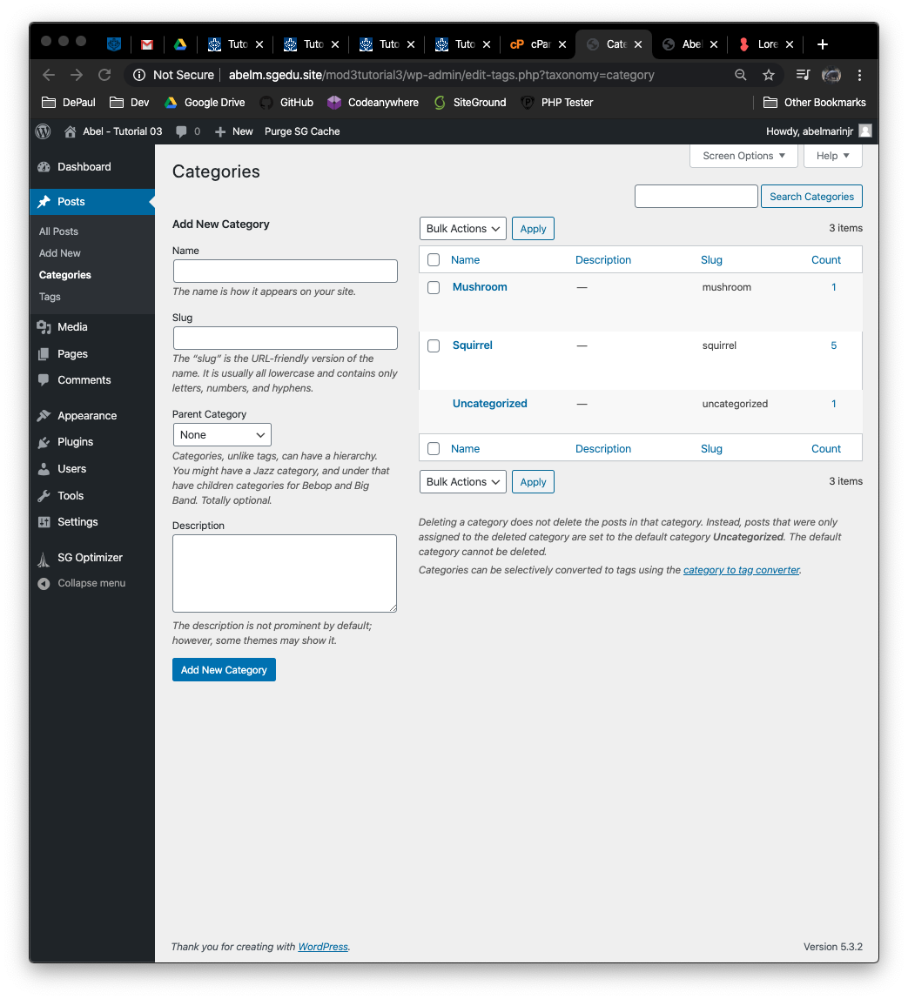 Tuto
Tuto
Tuto
Tuto
cP cPar
Cate
Abel
Lore
Not Secure abelm.sgedu.site/mod3tutorial3/wp-admin/edit-tags.php?taxonomy=category
DePaul Dev Google Drive GitHub Codeanywhere SiteGround PHP Tester Other Bookmarks
Abel - Tutorial 03 0 New Purge SG Cache Howdy, abelmarinjr
Dashboard
Posts
All Posts
Add New
Categories
Tags
Media
Pages
Comments
Appearance
Plugins
Users
Tools
Settings
SG Optimizer
Collapse menu
Screen Options Help
Categories
Search Categories
Add New Category
Name
The name is how it appears on your site.
Slug
The “slug” is the URL-friendly version of the
name. It is usually all lowercase and contains only
letters, numbers, and hyphens.
Parent Category
None
Categories, unlike tags, can have a hierarchy.
You might have a Jazz category, and under that
have children categories for Bebop and Big
Band. Totally optional.
Description
The description is not prominent by default;
however, some themes may show it.
Add New Category
Bulk Actions Apply 3 items
Name Description Slug Count
Mushroom — mushroom 1
Squirrel — squirrel 5
Uncategorized — uncategorized 1
Name Description Slug Count
Bulk Actions Apply 3 items
Deleting a category does not delete the posts in that category. Instead, posts that were only
assigned to the deleted category are set to the default category Uncategorized. The default
category cannot be deleted.
Categories can be selectively converted to tags using the category to tag converter.
Thank you for creating with WordPress. Version 5.3.2